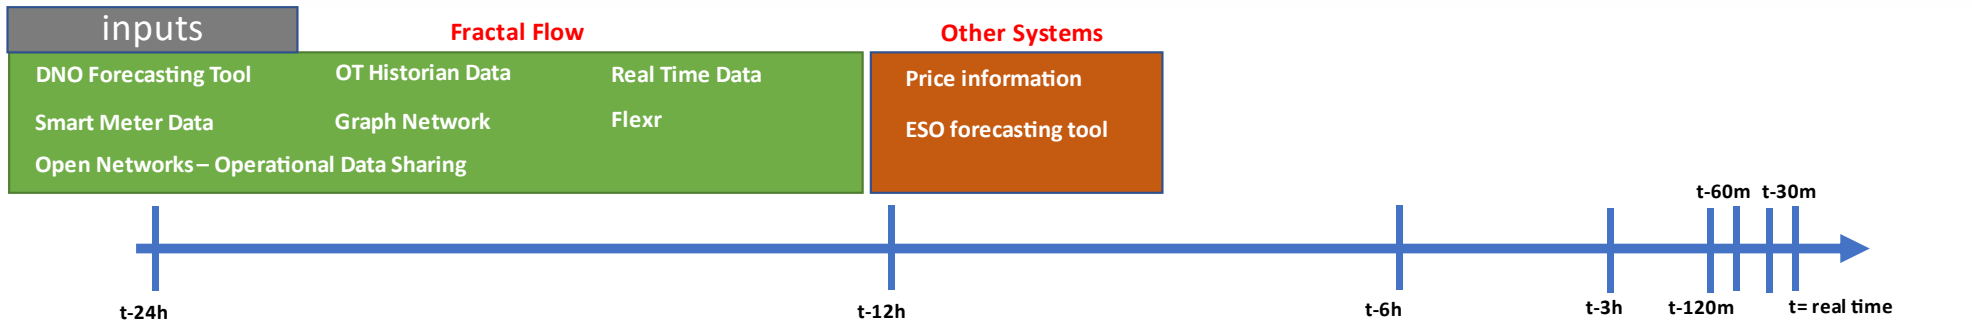 inputs
Fractal Flow
Other Systems
DNO Forecasting Tool
OT Historian Data
Real Time Data
Price information
Smart Meter Data
Graph Network
Flexr
ESO forecasting tool
Open Networks – Operational Data Sharing
t-60m
t-30m
t-24h
t-12h
t-6h
t-3h
t-120m
t= real time